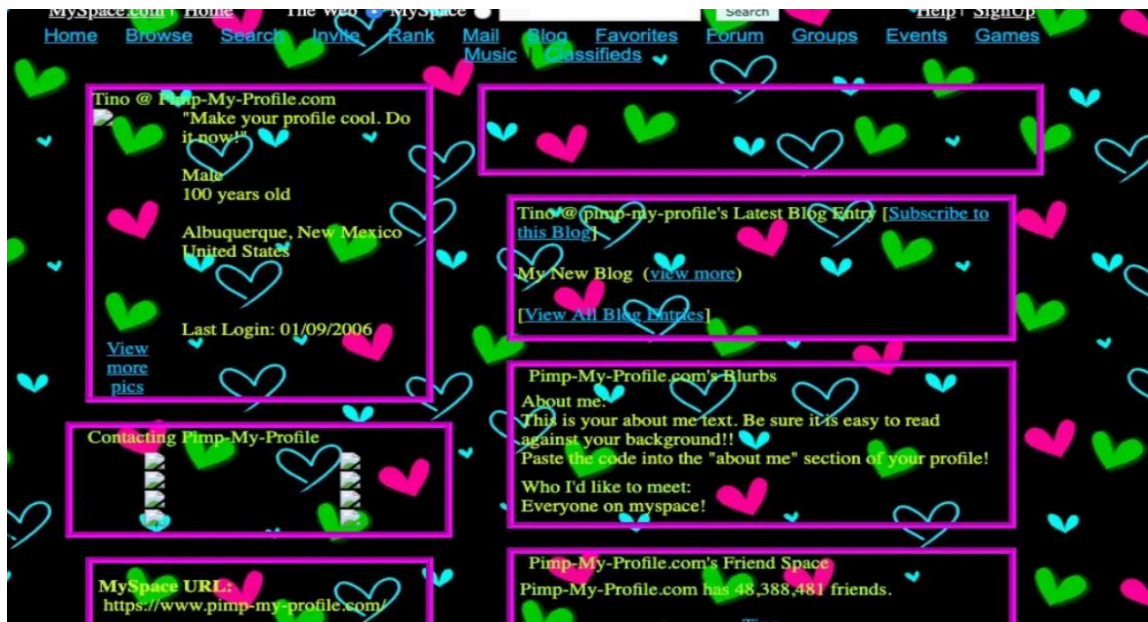 MySpace.com | Home The Web MySpace Search Help | SignUp
Home Browse Search Invite Rank Mail Blog Favorites Forum Groups Events Games
Music Classifieds
Tino @ Pimp-My-Profile.com
"Make your profile cool. Do
it now!"
Male
100 years old
Albuquerque, New Mexico
United States
Last Login: 01/09/2006
View
more
pics
Contacting Pimp-My-Profile
MySpace URL:
https://www.pimp-my-profile.com/
Tino @ pimp-my-profile's Latest Blog Entry [Subscribe to
this Blog]
My New Blog (view more)
[View All Blog Entries]
Pimp-My-Profile.com's Blurbs
About me:
This is your about me text. Be sure it is easy to read
against your background!!
Paste the code into the "about me" section of your profile!
Who I'd like to meet:
Everyone on myspace!
Pimp-My-Profile.com's Friend Space
Pimp-My-Profile.com has 48,388,481 friends.
Tino